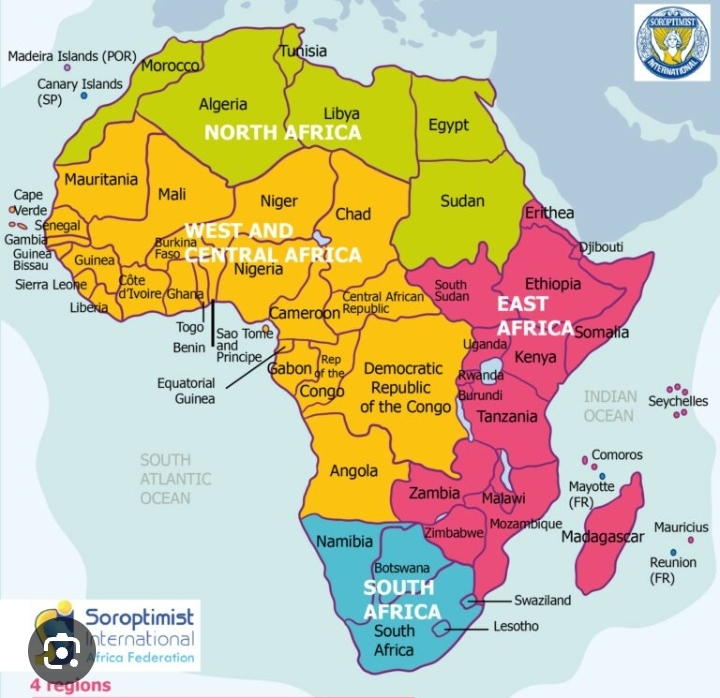 SOROPTIMIST
INTERNATIONAL
Madeira Islands (POR)
Tunisia
Morocco
Canary Islands
(SP)
Algeria
Libya
NORTH AFRICA
Egypt
Mauritania
Mali
Niger
Chad
Sudan
Cape
Verde
Senegal
Erithea
Gambia
Guinea
Bissau
WEST AND
CENTRAL AFRICA
Burkina
Faso
Djibouti
Guinea
Nigeria
Sierra Leone
Côte
d'Ivoire
Ghana
South
Sudan
Ethiopia
Liberia
Central African
Republic
EAST
AFRICA
Cameroon
Togo
Benin
Sao Tome
and
Principe
Somalia
Uganda
Kenya
Equatorial
Guinea
Gabon
Rep
of the
Congo
Democratic
Republic
of the Congo
Rwanda
Burundi
Tanzania
INDIAN
OCEAN
Seychelles
SOUTH
ATLANTIC
OCEAN
Angola
Comoros
Mayotte
(FR)
Zambia
Malawi
Mozambique
Zimbabwe
Madagascar
Mauricius
Reunion
(FR)
Namibia
Botswana
SOUTH
AFRICA
Swaziland
Lesotho
South
Africa
Soroptimist
International
Africa Federation
4 regions